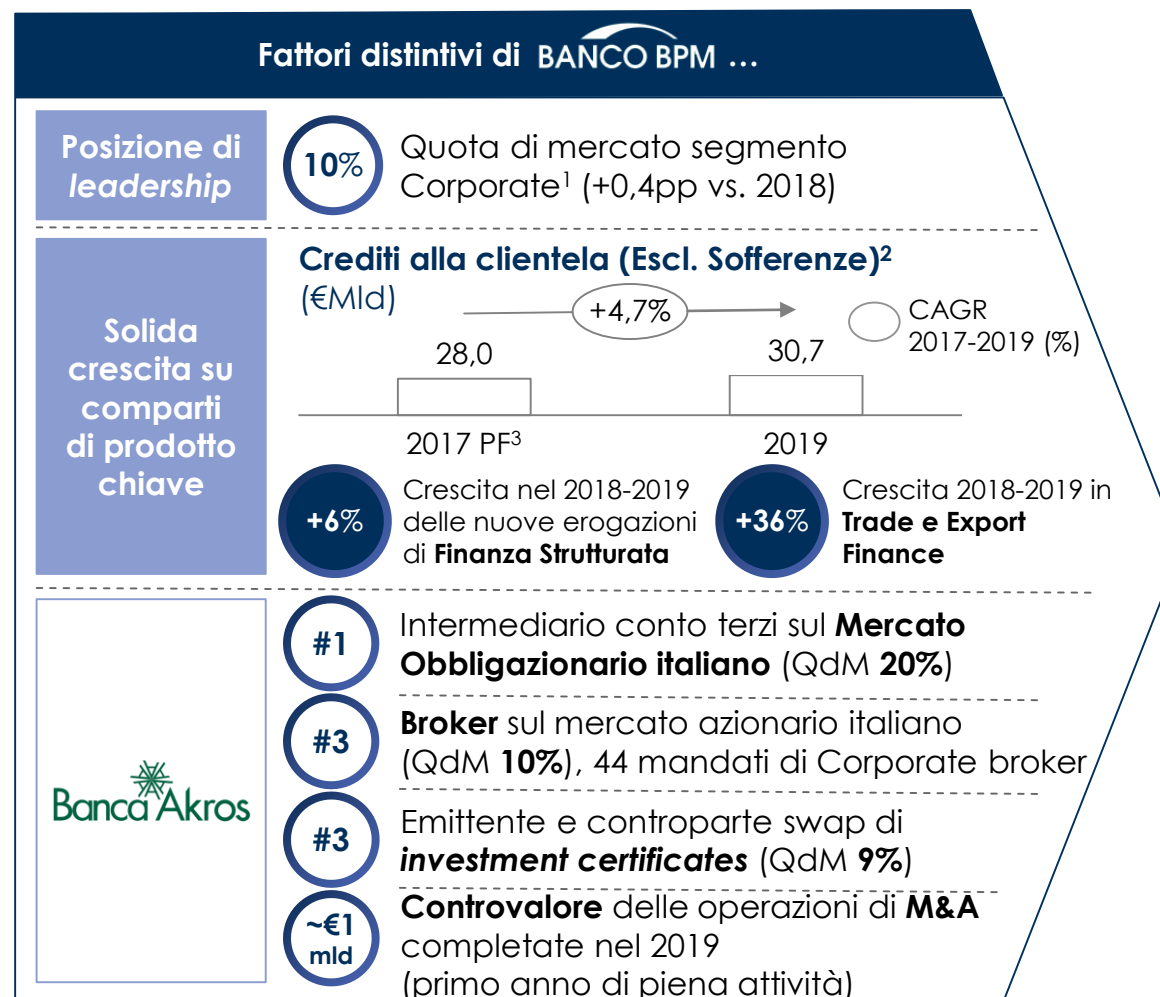 Fattori distintivi di BANCO BPM ...
Posizione di
leadership
10%
Quota di mercato segmento
Corporate¹ (+0,4pp vs. 2018)
Solida
crescita su
comparti
di prodotto
chiave
Crediti alla clientela (Escl. Sofferenze)²
(€Mld)
+4,7%
CAGR
2017-2019 (%)
28,0
30,7
2017 PF³
2019
+6%
Crescita nel 2018-2019
delle nuove erogazioni
di Finanza Strutturata
+36%
Crescita 2018-2019 in
Trade e Export
Finance
Banca Akros
#1
Intermediario conto terzi sul Mercato
Obbligazionario italiano (QdM 20%)
#3
Broker sul mercato azionario italiano
(QdM 10%), 44 mandati di Corporate broker
#3
Emittente e controparte swap di
investment certificates (QdM 9%)
~€1
mld
Controvalore delle operazioni di M&A
completate nel 2019
(primo anno di piena attività)